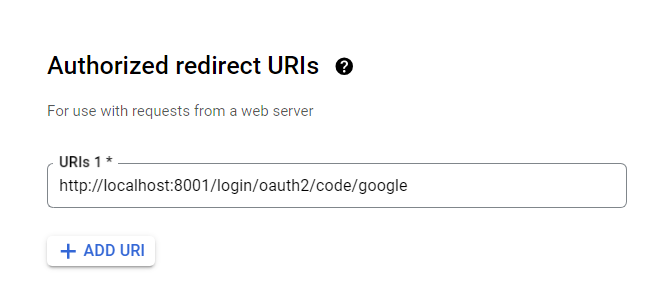 Authorized redirect URIs ?
For use with requests from a web server
URIs 1 *
http://localhost:8001/login/oauth2/code/google
+ ADD URI